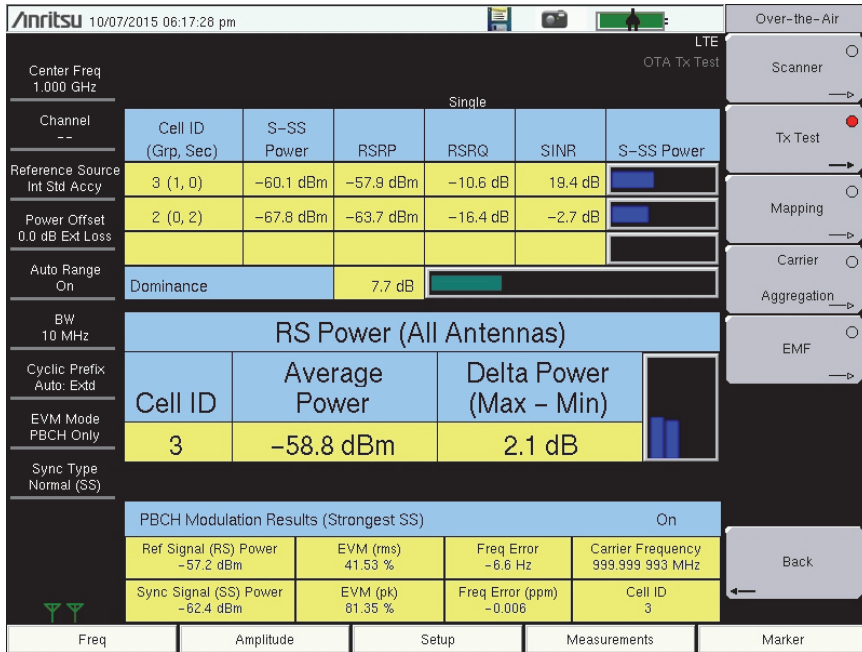 Anritsu 10/07/2015 06:17:28 pm
Over-the-Air
LTE
OTA Tx Test
Single
Center Freq
1.000 GHz
Channel
--
Reference Source
Int Std Accy
Power Offset
0.0 dB Ext Loss
Auto Range
On
BW
10 MHz
Cyclic Prefix
Auto: Extd
EVM Mode
PBCH Only
Sync Type
Normal (SS)
Cell ID (Grp, Sec) S-SS Power RSRP RSRQ SINR S-SS Power
3 (1, 0) -60.1 dBm -57.9 dBm -10.6 dB 19.4 dB
2 (0, 2) -67.8 dBm -63.7 dBm -16.4 dB -2.7 dB
Dominance 7.7 dB
RS Power (All Antennas)
Cell ID Average Power Delta Power (Max - Min)
3 -58.8 dBm 2.1 dB
PBCH Modulation Results (Strongest SS) On
Ref Signal (RS) Power EVM (rms) Freq Error Carrier Frequency
-57.2 dBm 41.53 % -6.6 Hz 999.999 993 MHz
Sync Signal (SS) Power EVM (pk) Freq Error (ppm) Cell ID
-62.4 dBm 81.35 % -0.006 3
Scanner
Tx Test
Mapping
Carrier
Aggregation
EMF
Back
Freq Amplitude Setup Measurements Marker